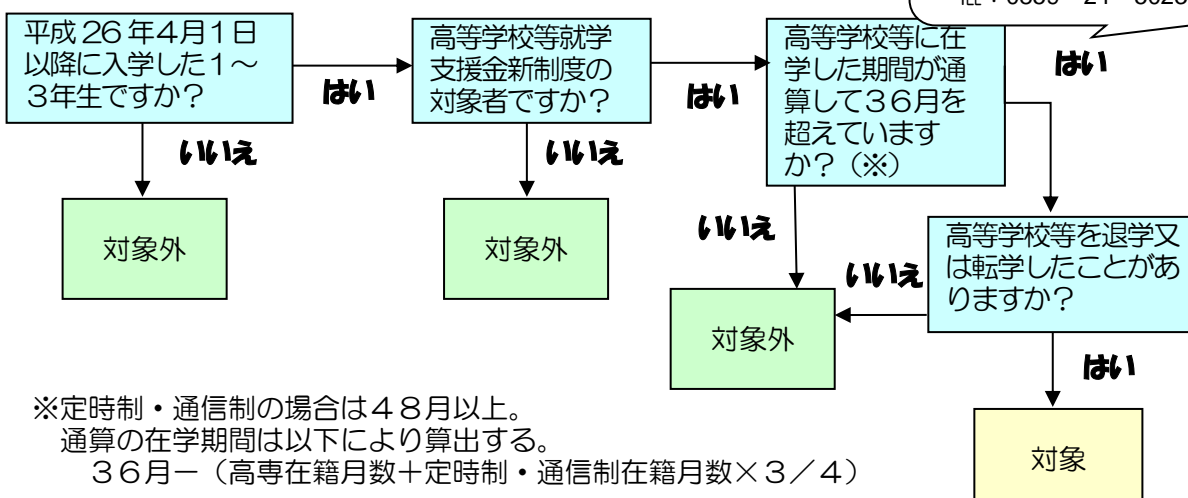 平成26年4月1日
以降に入学した1～
3年生ですか？
はい
いいえ
対象外
高等学校等就学
支援金新制度の
対象者ですか？
はい
いいえ
対象外
高等学校等に在
学した期間が通
算して３６月を
超えています
か？（※）
はい
いいえ
対象外
高等学校等を退学又
は転学したことがあ
りますか？
いいえ
はい
対象
※定時制・通信制の場合は４８月以上。
通算の在学期間は以下により算出する。
３６月－（高専在籍月数＋定時制・通信制在籍月数×３／４）